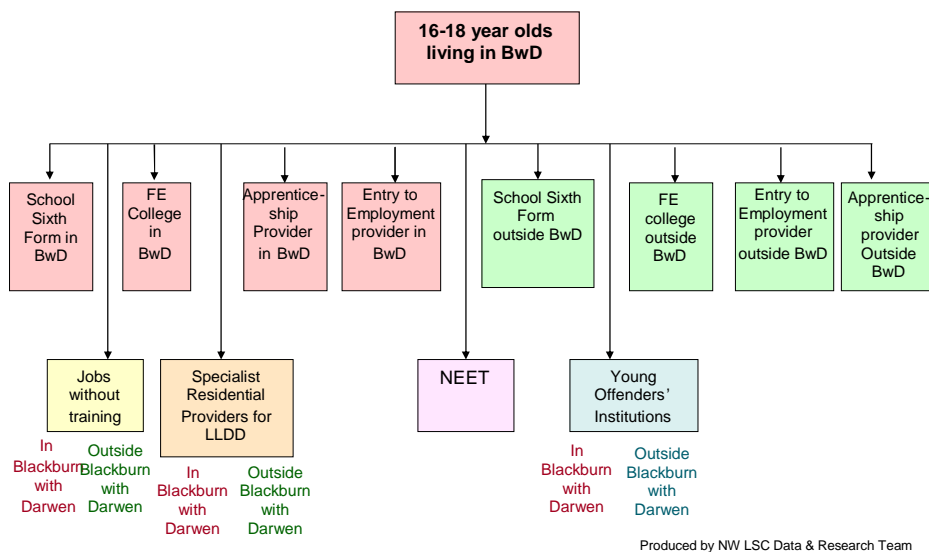 16-18 year olds
living in BwD
School
Sixth
Form in
BwD
FE
College
in
BwD
Apprentice-
ship
Provider
in BwD
Entry to
Employment
provider in
BwD
School Sixth
Form
outside BwD
FE
college
outside
BwD
Entry to
Employment
provider
outside BwD
Apprentice-
ship
provider
Outside
BwD
Jobs
without
training
Specialist
Residential
Providers for
LLDD
NEET
Young
Offenders’
Institutions
In
Blackburn
with
Darwen
Outside
Blackburn
with
Darwen
In
Blackburn
with
Darwen
Outside
Blackburn
with
Darwen
In
Blackburn
with
Darwen
Outside
Blackburn
with
Darwen
Produced by NW LSC Data & Research Team